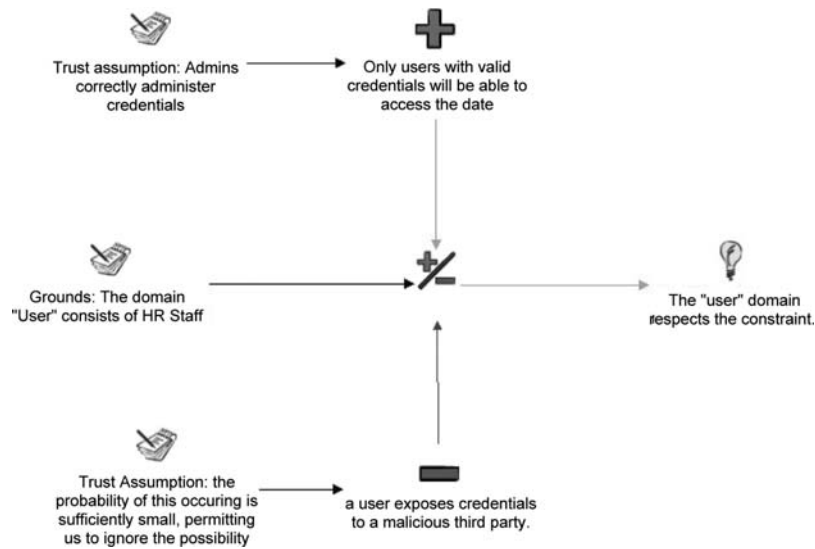 Trust assumption: Admins
correctly administer
credentials
Only users with valid
credentials will be able to
access the date
Grounds: The domain
"User" consists of HR Staff
The "user" domain
respects the constraint.
Trust Assumption: the
probability of this occuring is
sufficiently small, permitting
us to ignore the possibility
a user exposes credentials
to a malicious third party.